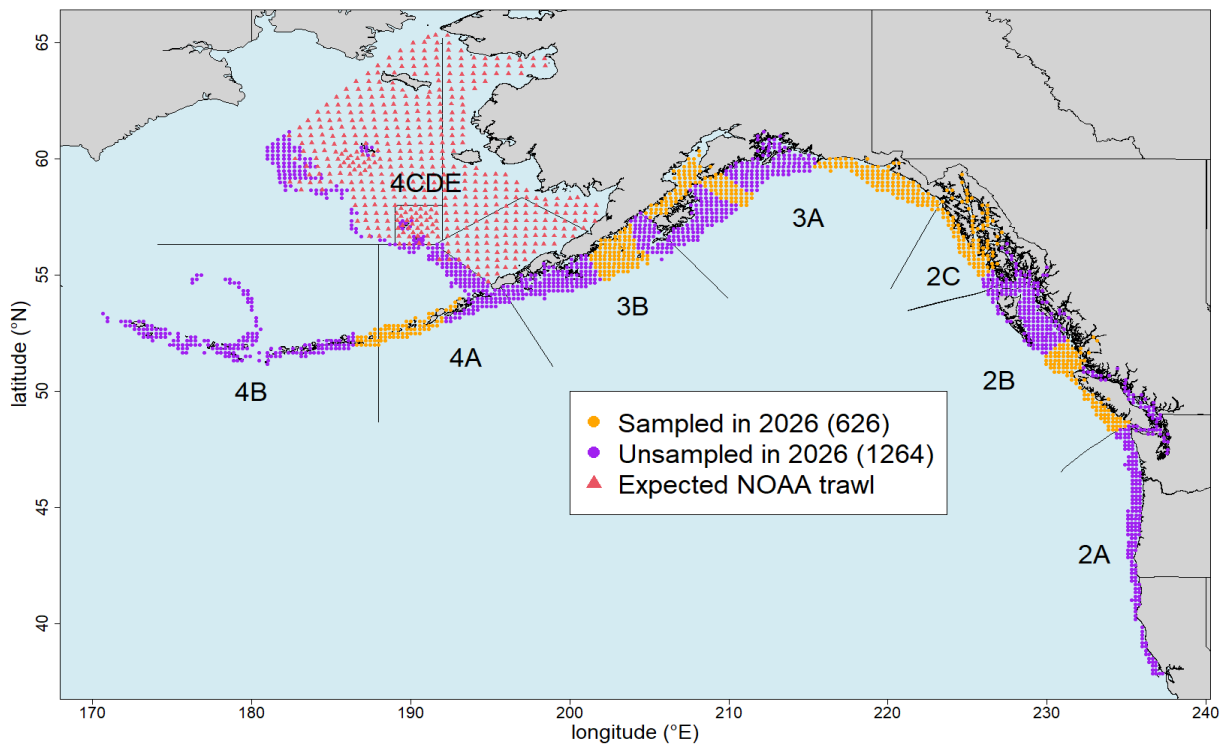 65
60
55
50
45
40
latitude (°N)
4CDE
3A
2C
3B
4A
4B
2B
2A
Sampled in 2026 (626)
Unsampled in 2026 (1264)
Expected NOAA trawl
170
180
190
200
210
220
230
240
longitude (°E)